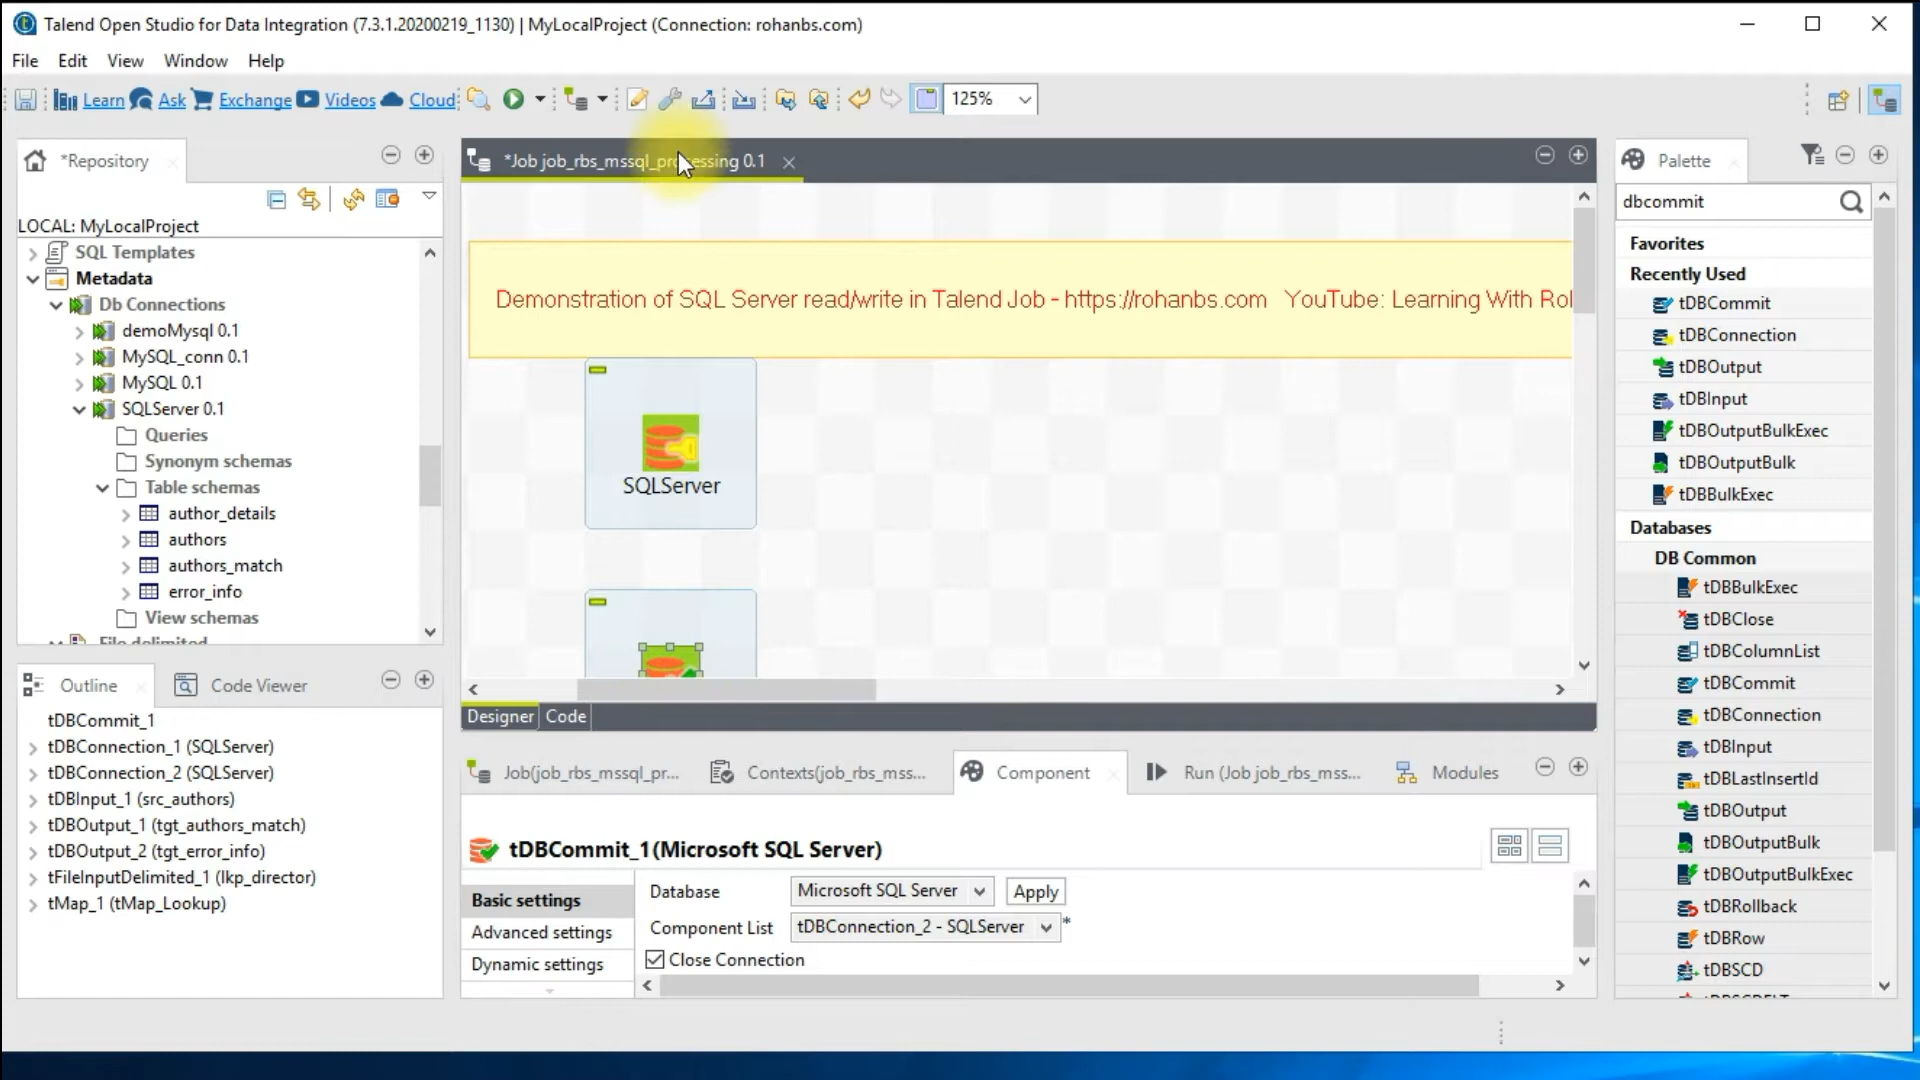 Talend Open Studio for Data Integration (7.3.1.20200219_1130) | MyLocalProject (Connection: rohanbs.com)
File Edit View Window Help
Learn Ask Exchange Videos Cloud 125%
*Repository
LOCAL: MyLocalProject
SQL Templates
Metadata
Db Connections
demoMysql 0.1
MySQL_conn 0.1
MySQL 0.1
SQLServer 0.1
Queries
Synonym schemas
Table schemas
author_details
authors
authors_match
error_info
View schemas
File delimited
Outline Code Viewer
tDBCommit_1
tDBConnection_1 (SQLServer)
tDBConnection_2 (SQLServer)
tDBInput_1 (src_authors)
tDBOutput_1 (tgt_authors_match)
tDBOutput_2 (tgt_error_info)
tFileInputDelimited_1 (lkp_director)
tMap_1 (tMap_Lookup)
*Job job_rbs_mssql_processing 0.1
Demonstration of SQL Server read/write in Talend Job - https://rohanbs.com YouTube: Learning With Rol
SQLServer
Designer Code
Job(job_rbs_mssql_pr... Contexts(job_rbs_mss... Component Run (Job job_rbs_mss... Modules
tDBCommit_1(Microsoft SQL Server)
Basic settings
Advanced settings
Dynamic settings
Database Microsoft SQL Server Apply
Component List tDBConnection_2 - SQLServer *
Close Connection
Palette
dbcommit
Favorites
Recently Used
tDBCommit
tDBConnection
tDBOutput
tDBInput
tDBOutputBulkExec
tDBOutputBulk
tDBBulkExec
Databases
DB Common
tDBBulkExec
tDBClose
tDBColumnList
tDBCommit
tDBConnection
tDBInput
tDBLastInsertId
tDBOutput
tDBOutputBulk
tDBOutputBulkExec
tDBRollback
tDBRow
tDBSCD